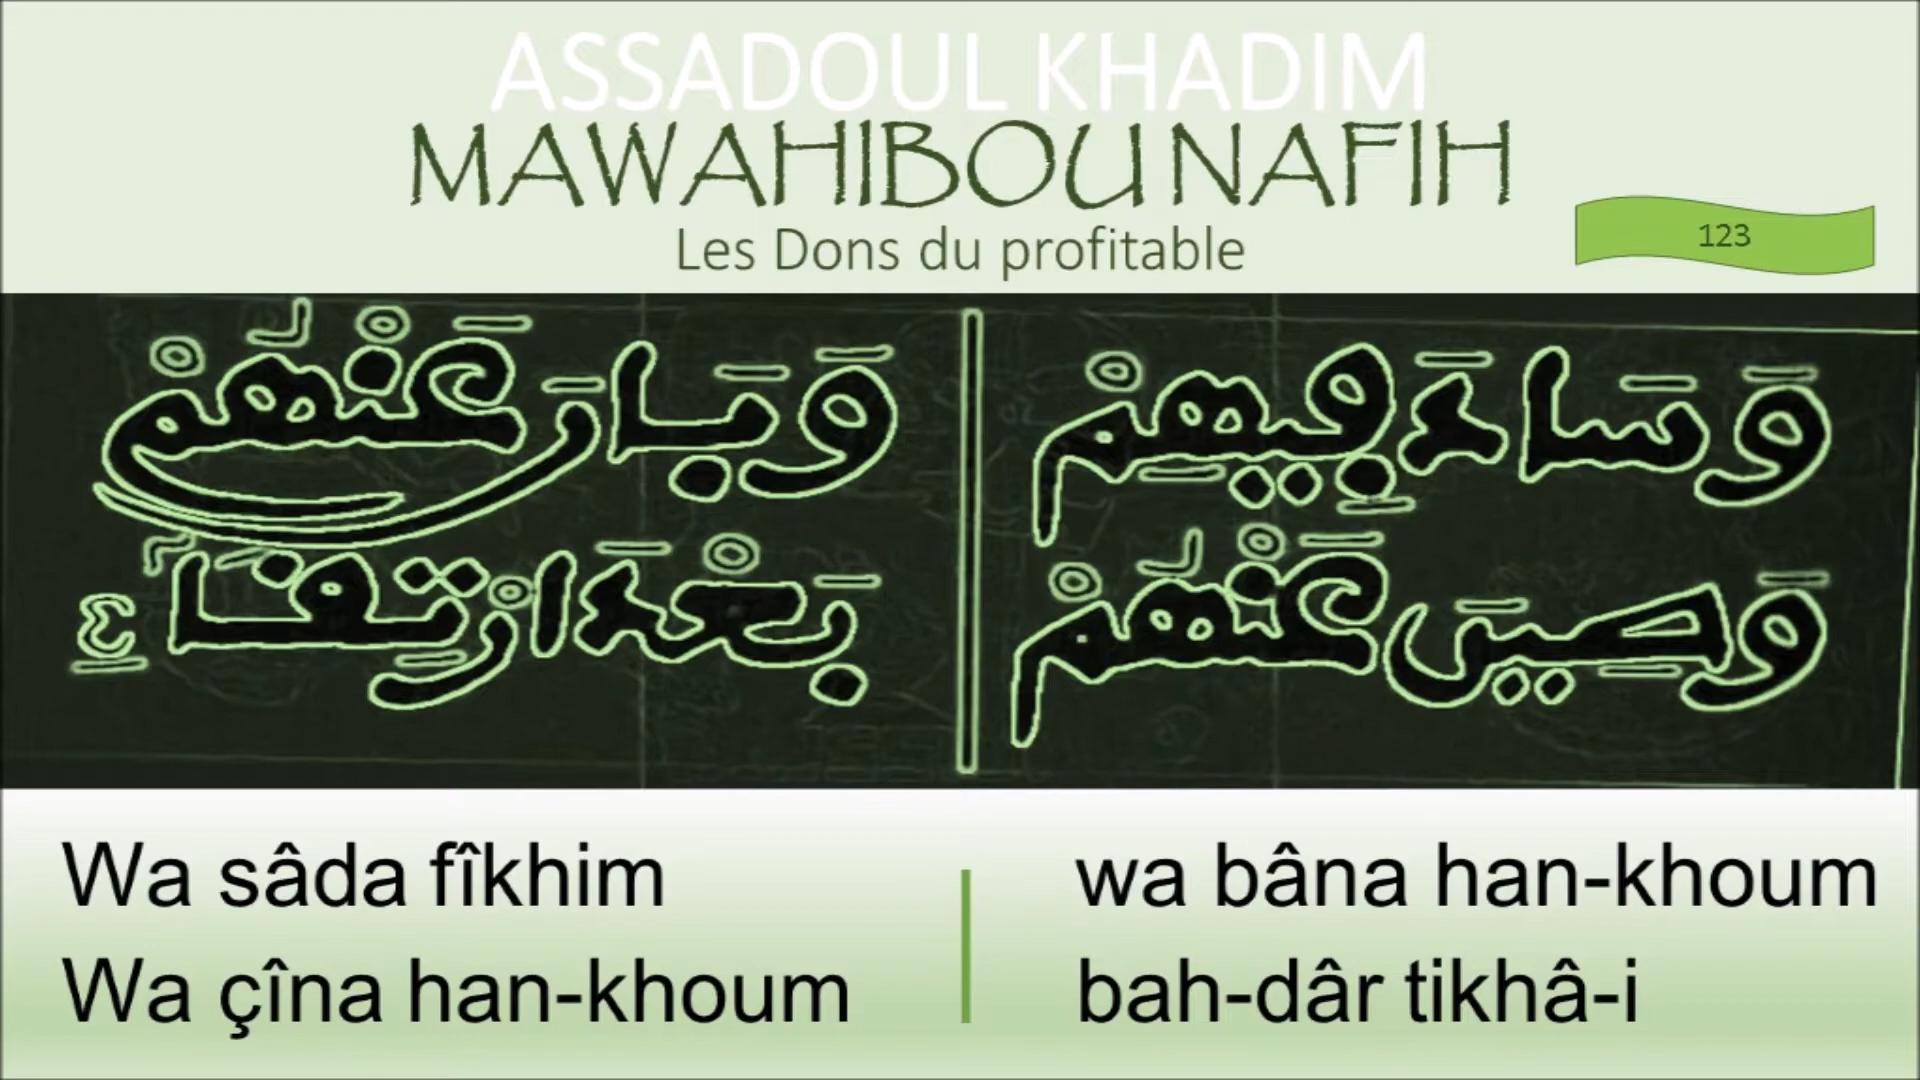 ASSADOUL KHADIM
MAWAHIBOU NAFIH
Les Dons du profitable
123
وَسَادَ فِيهِمْ
وَبَانَ عَنْهُمْ
وَصِينَ عَنْهُمْ
بَعْدَ ارْتِقَاءِ
Wa sâda fîkhim
wa bâna han-khoum
Wa çîna han-khoum
bah-dâr tikhâ-i